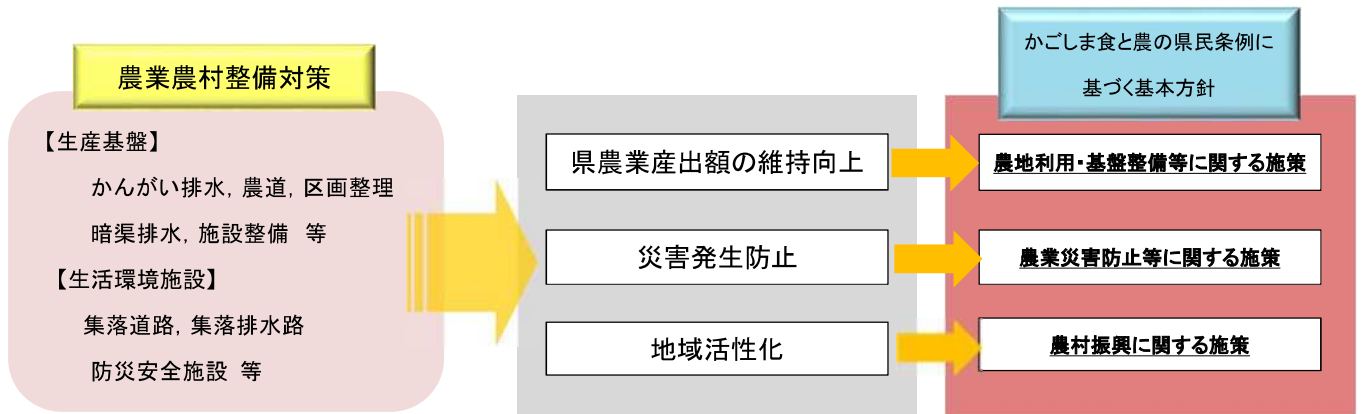 農業農村整備対策
【生産基盤】
かんがい排水, 農道, 区画整理
暗渠排水, 施設整備 等
【生活環境施設】
集落道路, 集落排水路
防災安全施設 等
県農業産出額の維持向上
災害発生防止
地域活性化
かごしま食と農の県民条例に
基づく基本方針
農地利用・基盤整備等に関する施策
農業災害防止等に関する施策
農村振興に関する施策